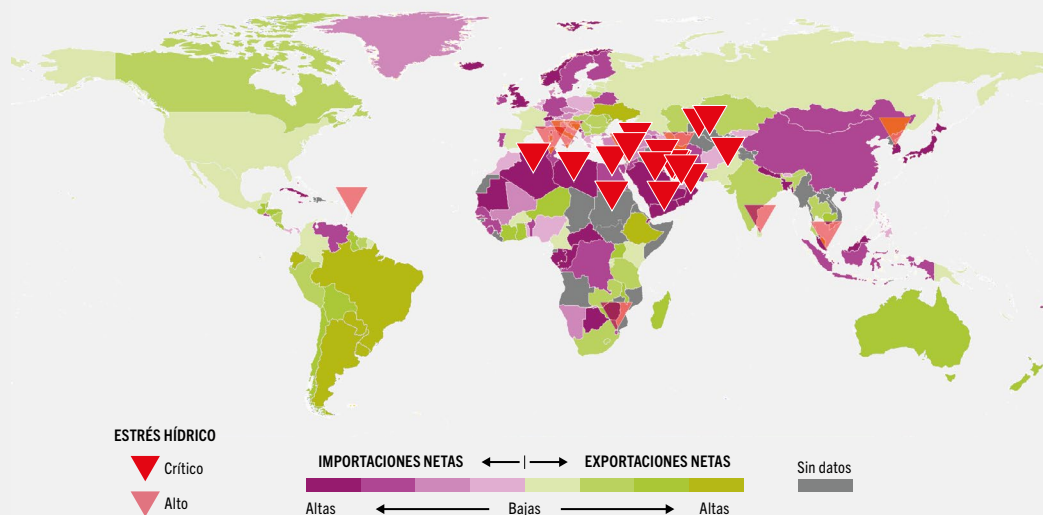 ESTRÉS HÍDRICO
Crítico
Alto
IMPORTACIONES NETAS
EXPORTACIONES NETAS
Altas
Bajas
Altas
Sin datos